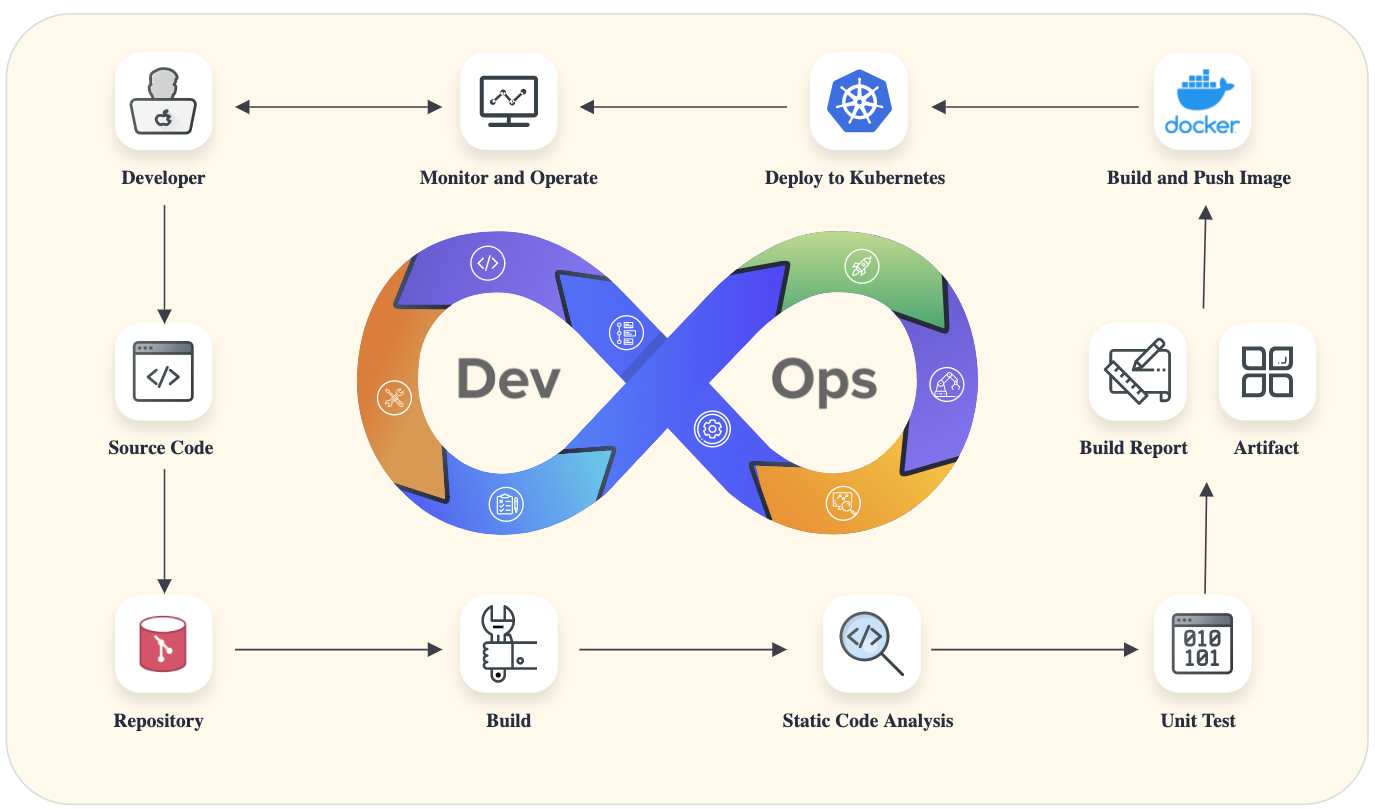 docker
Developer
Monitor and Operate
Deploy to Kubernetes
Build and Push Image
Dev
Ops
</>
Source Code
Build Report
Artifact
010
101
Repository
Build
Static Code Analysis
Unit Test